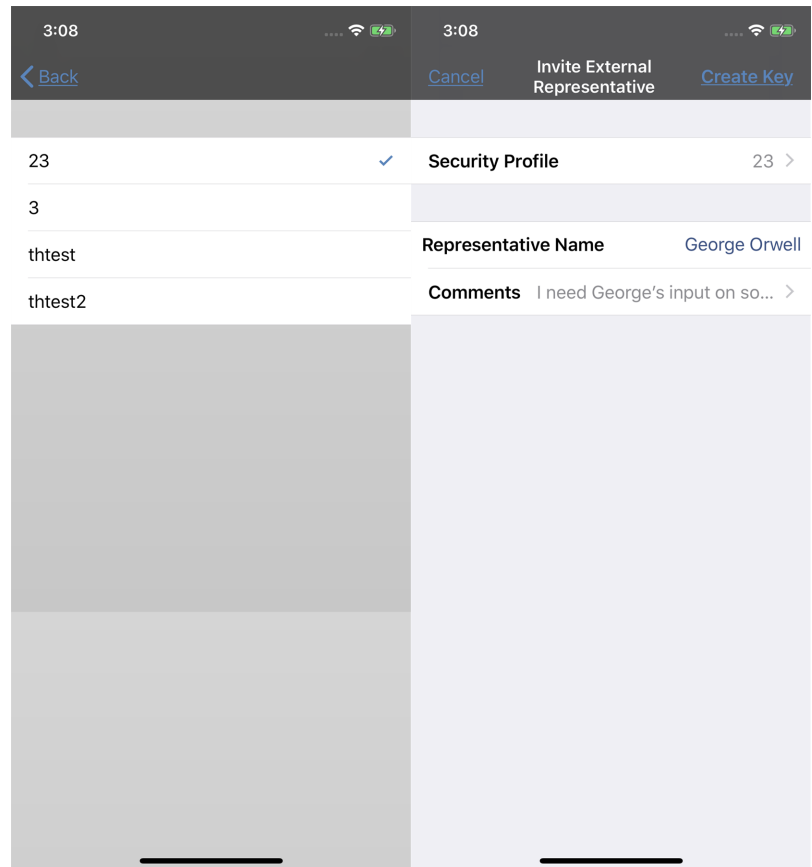 3:08
Back
23
3
thtest
thtest2
3:08
Cancel
Invite External
Representative
Create Key
Security Profile 23
Representative Name George Orwell
Comments I need George’s input on so...